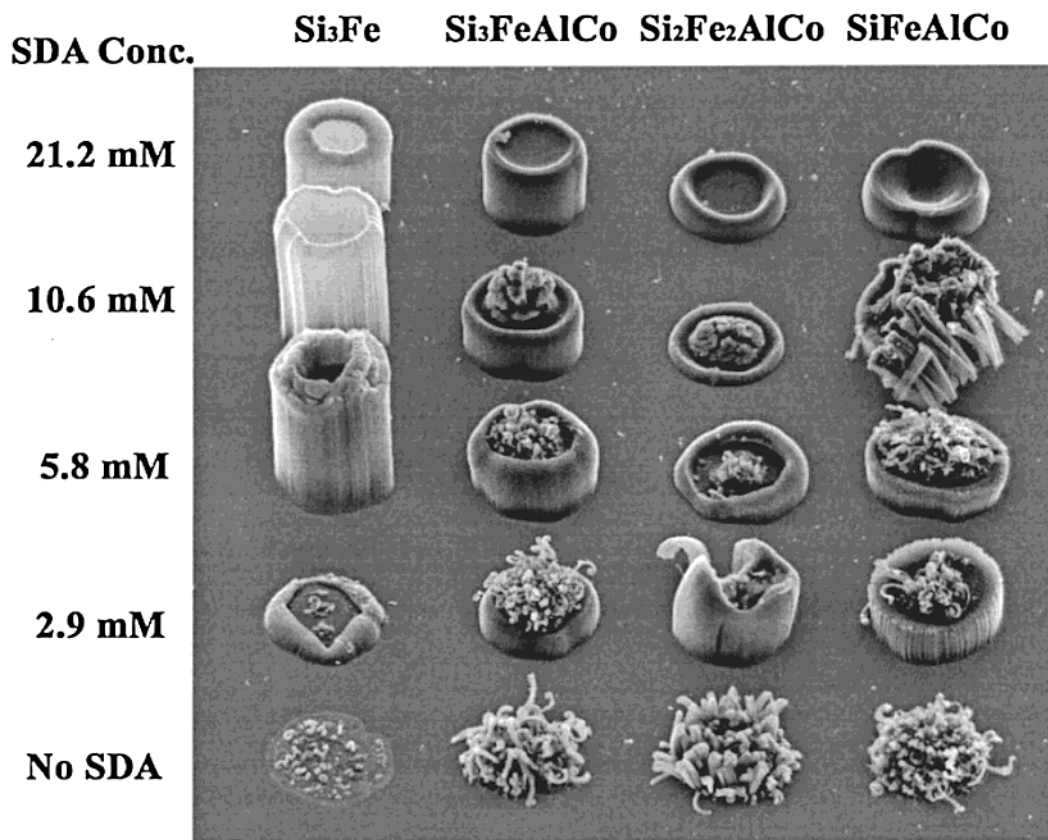 Si₃Fe Si₃FeAlCo Si₂Fe₂AlCo SiFeAlCo
SDA Conc.
21.2 mM
10.6 mM
5.8 mM
2.9 mM
No SDA